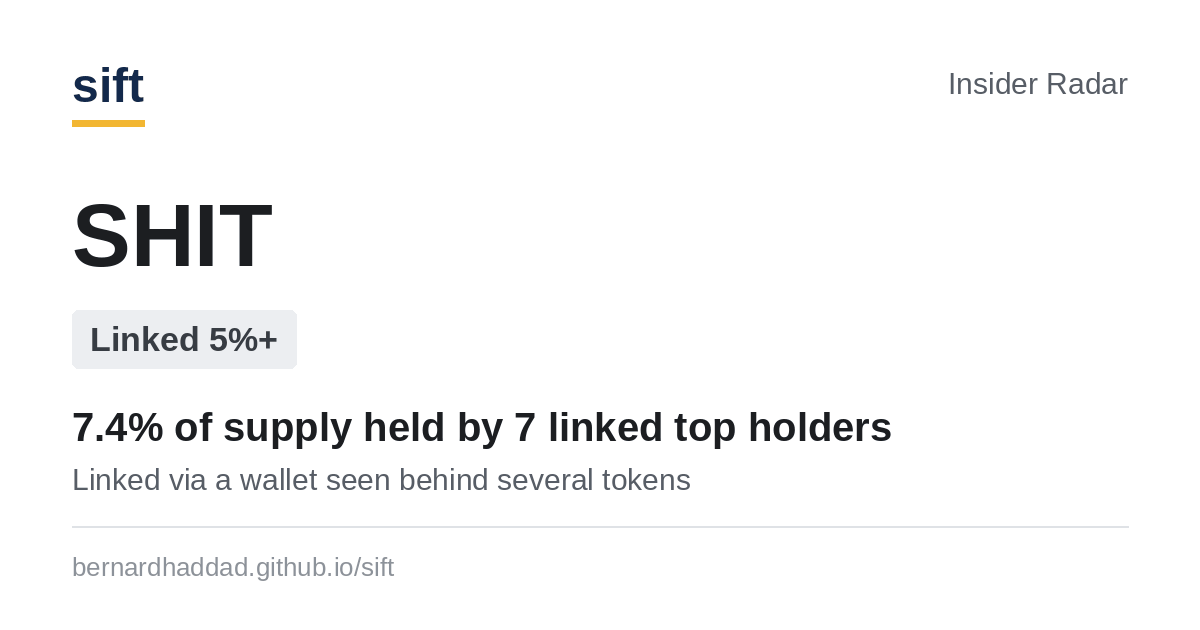 sift
Insider Radar
SHIT
Linked 5%+
7.4% of supply held by 7 linked top holders
Linked via a wallet seen behind several tokens
bernardhaddad.github.io/sift